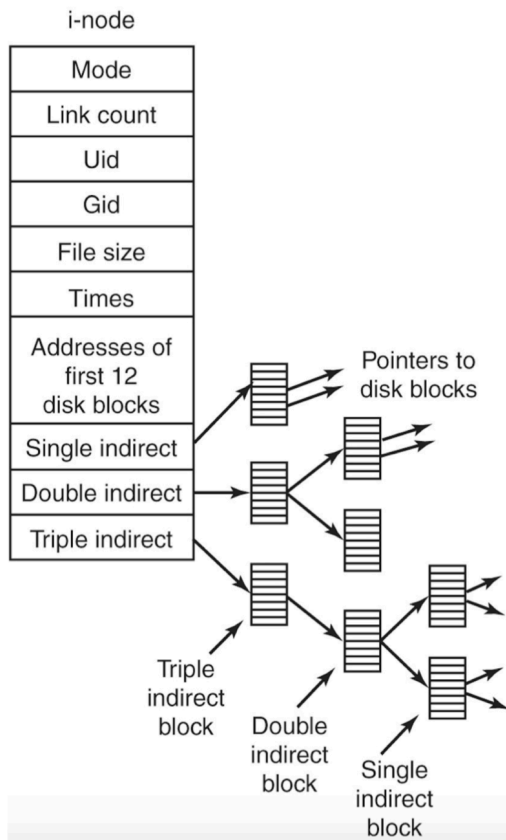 i-node
Mode
Link count
Uid
Gid
File size
Times
Addresses of
first 12
disk blocks
Single indirect
Double indirect
Triple indirect
Pointers to
disk blocks
Triple
indirect
block
Double
indirect
block
Single
indirect
block